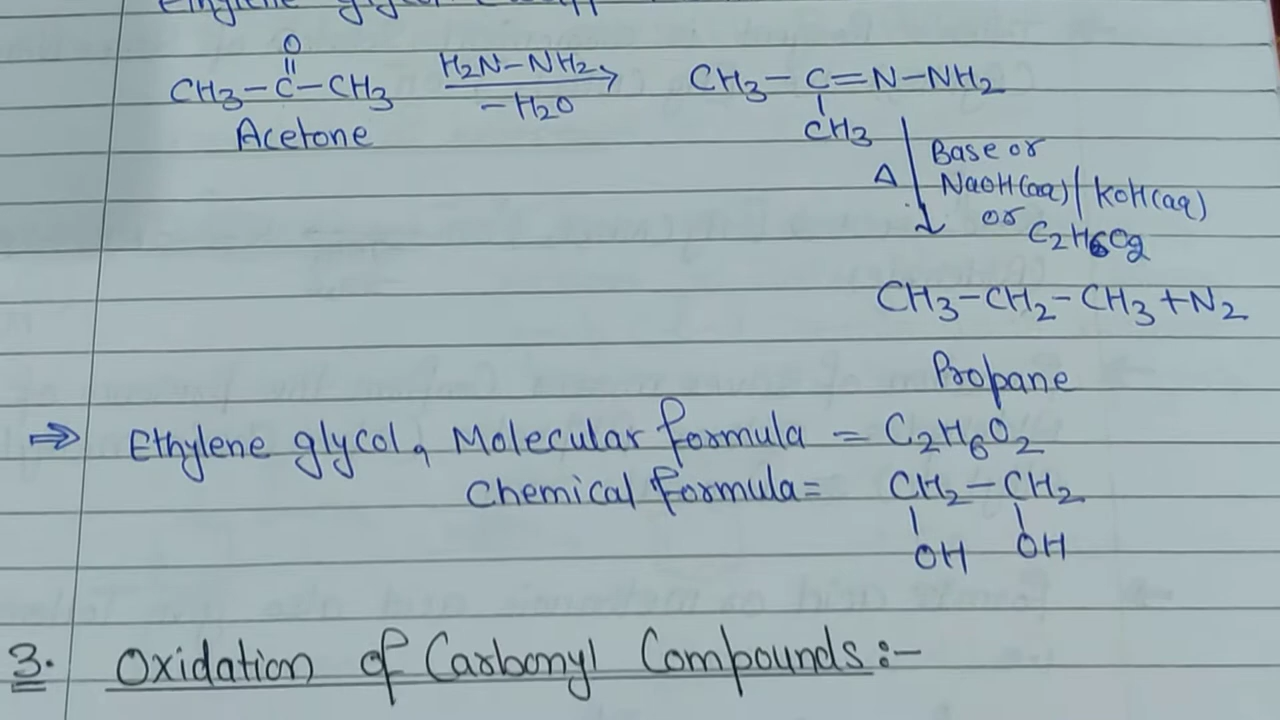 Ethylene glycol
O
||
CH3-C-CH3 H2N-NH2 → CH3-C=N-NH2
-H2O
Acetone
CH3
Δ Base or
NaOH(aq)/KOH(aq)
or C2H6O2
CH3-CH2-CH3+N2
Propane
⇒ Ethylene glycol, Molecular formula = C2H6O2
Chemical formula= CH2-CH2
OH OH
3. Oxidation of Carbonyl Compounds:-